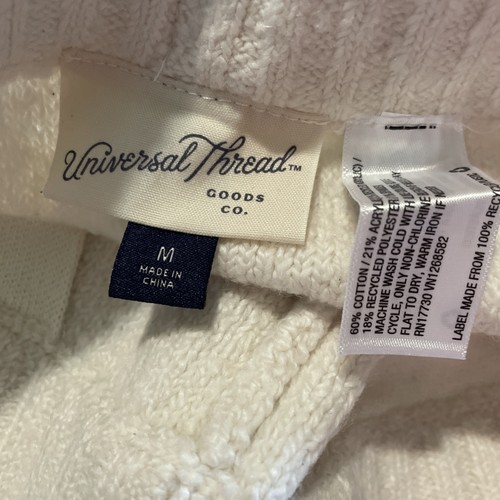 Universal Thread™
GOODS
CO.
M
MADE IN
CHINA
60% COTTON / 21% ACRYLIC
18% RECYCLED POLYESTER
MACHINE WASH COLD WITH
CYCLE, ONLY NON-CHLORINE
FLAT TO DRY, WARM IRON IF
RN17730 VN1268582
LABEL MADE FROM 100% RECY